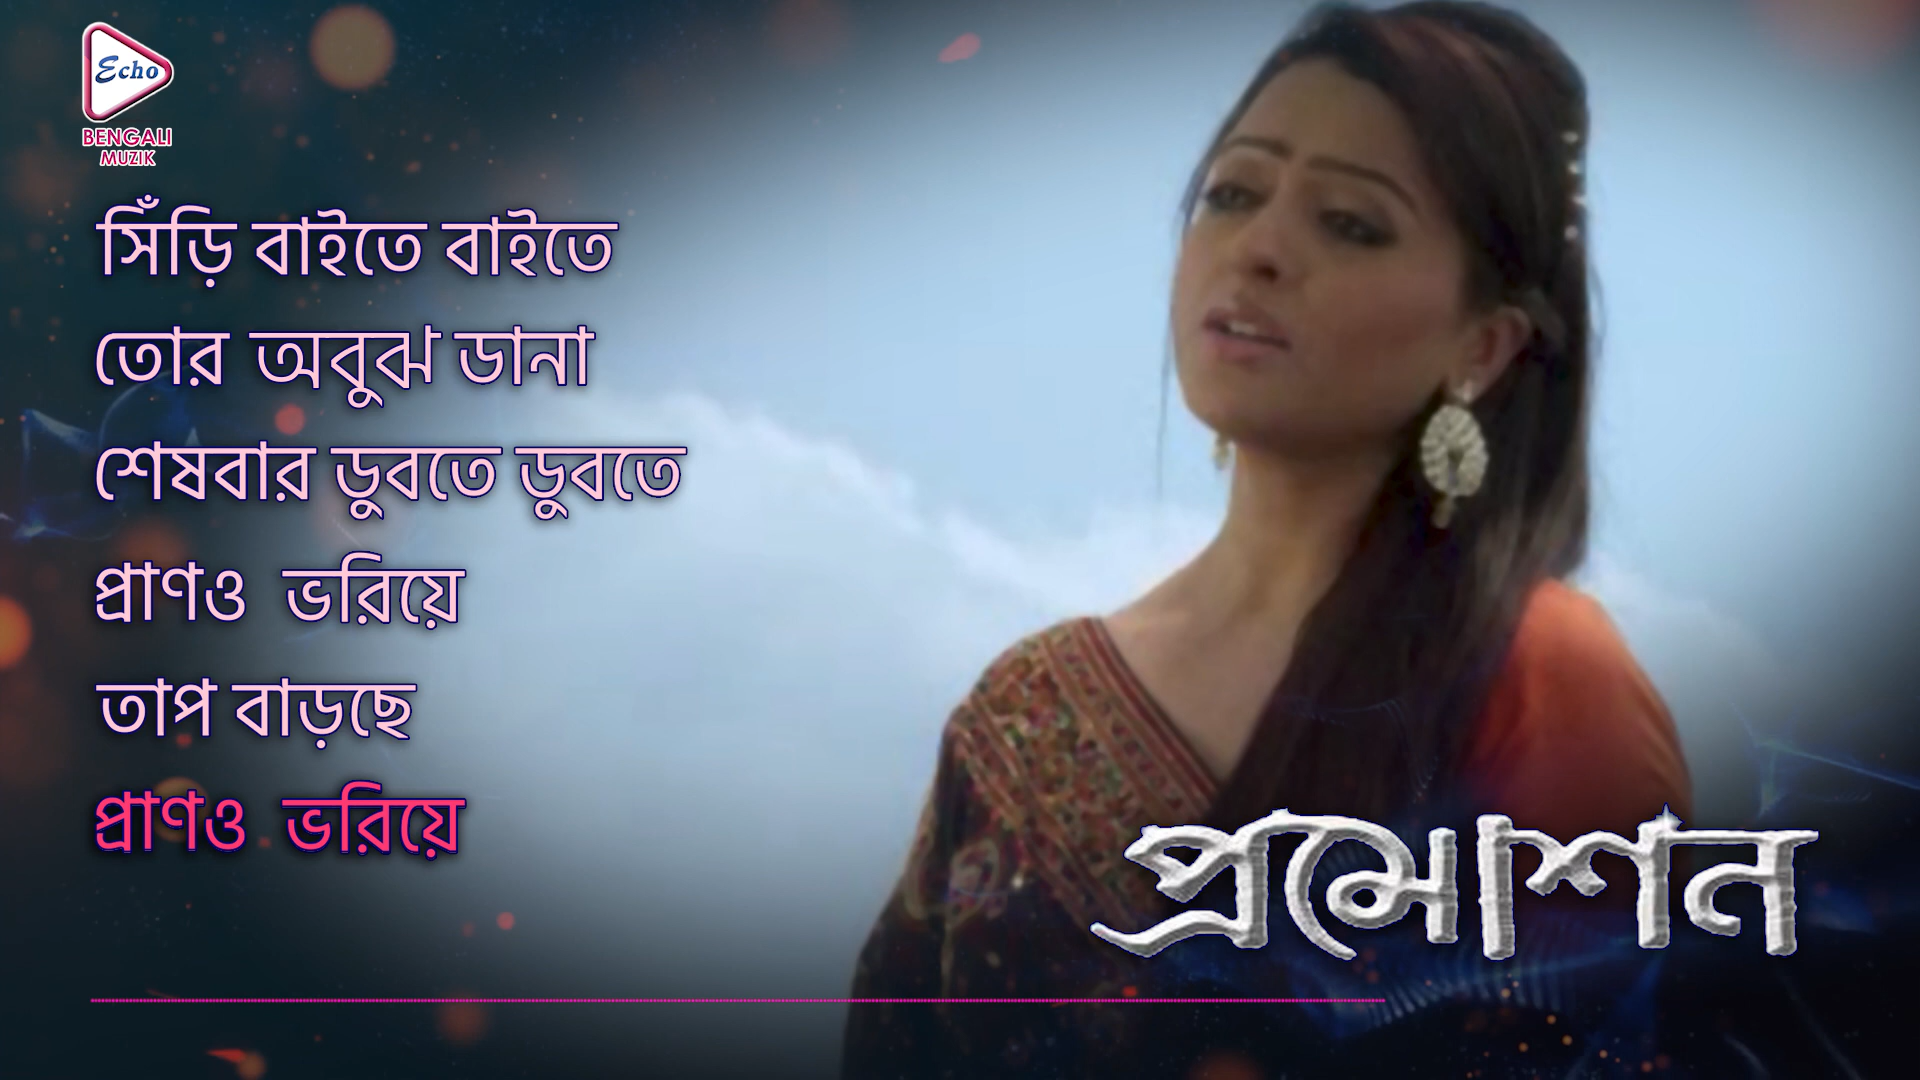 Echo
BENGALI
MUZIK
সিঁড়ি বাইতে বাইতে
তোর অবুঝ ডানা
শেষবার ডুবতে ডুবতে
প্রাণও ভরিয়ে
তাপ বাড়ছে
প্রাণও ভরিয়ে
প্রমোশন